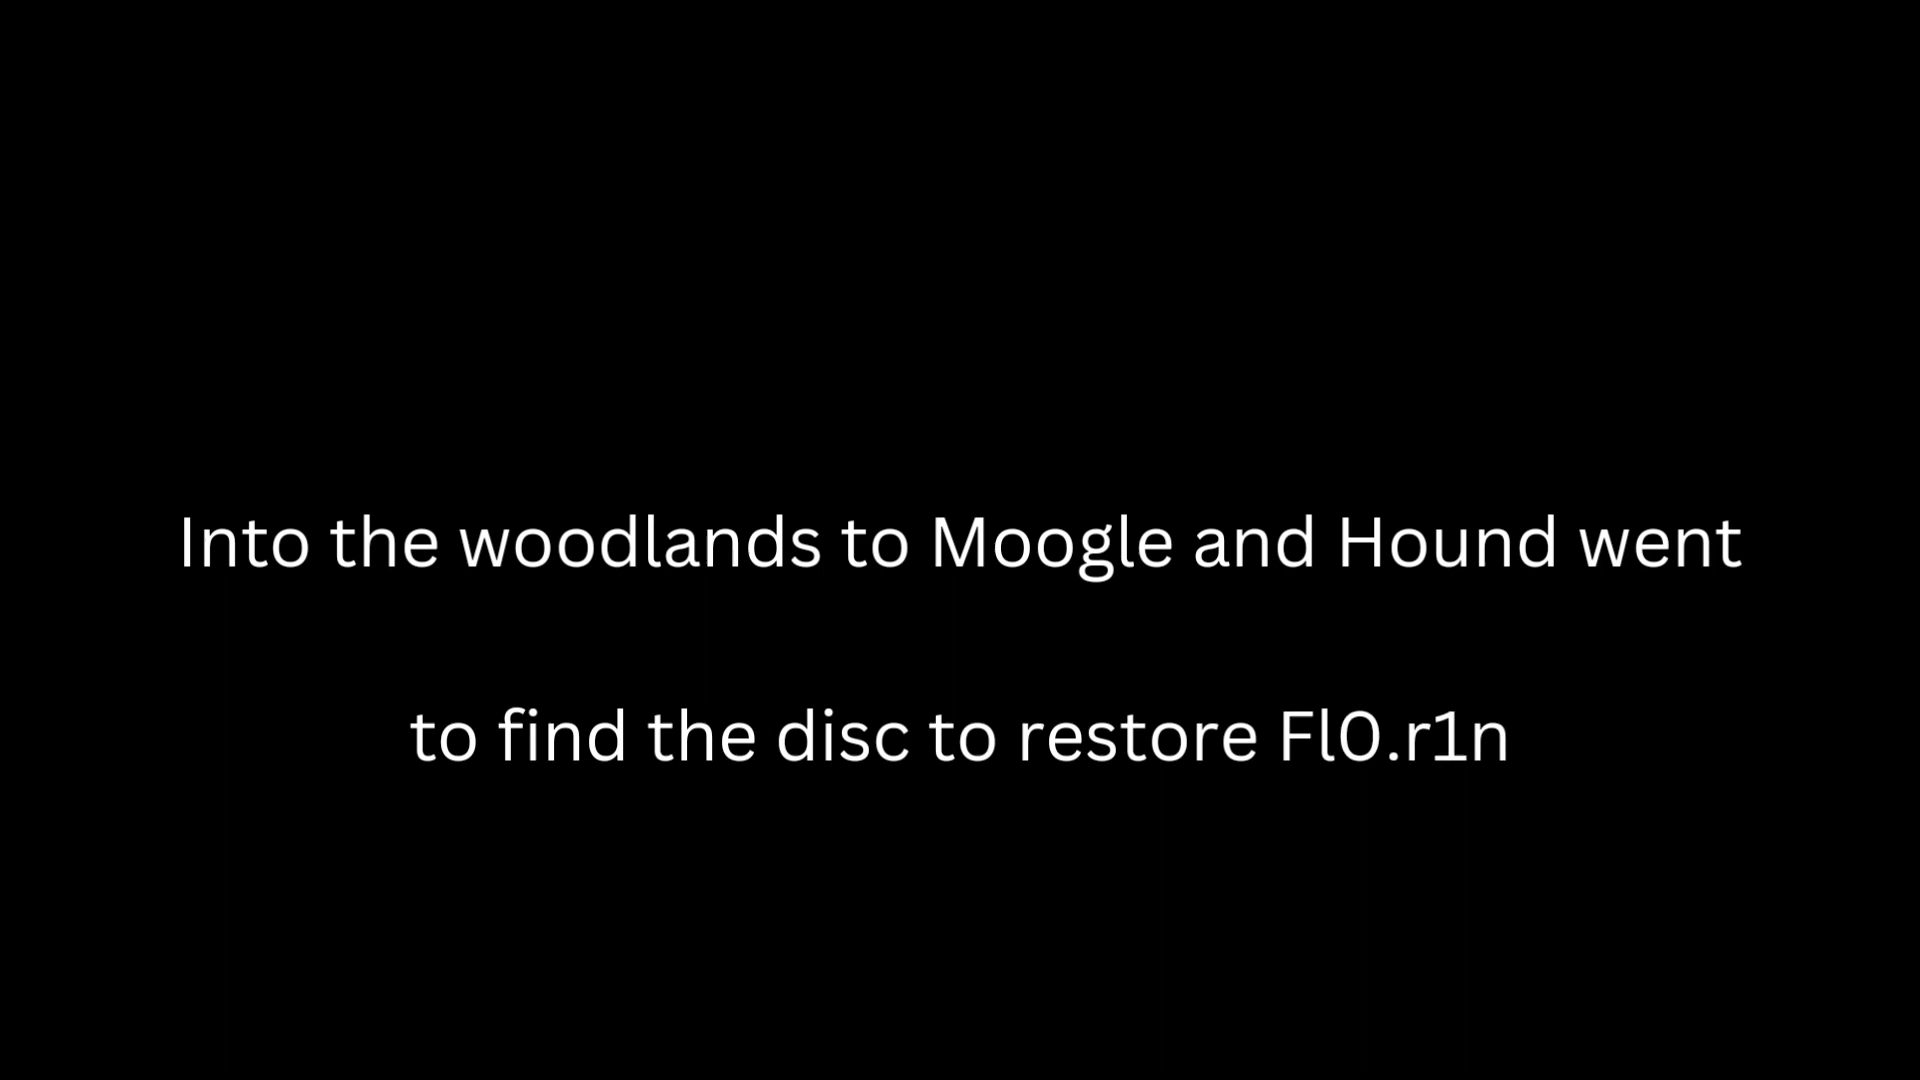 Into the woodlands to Moogle and Hound went
to find the disc to restore Fl0.r1n